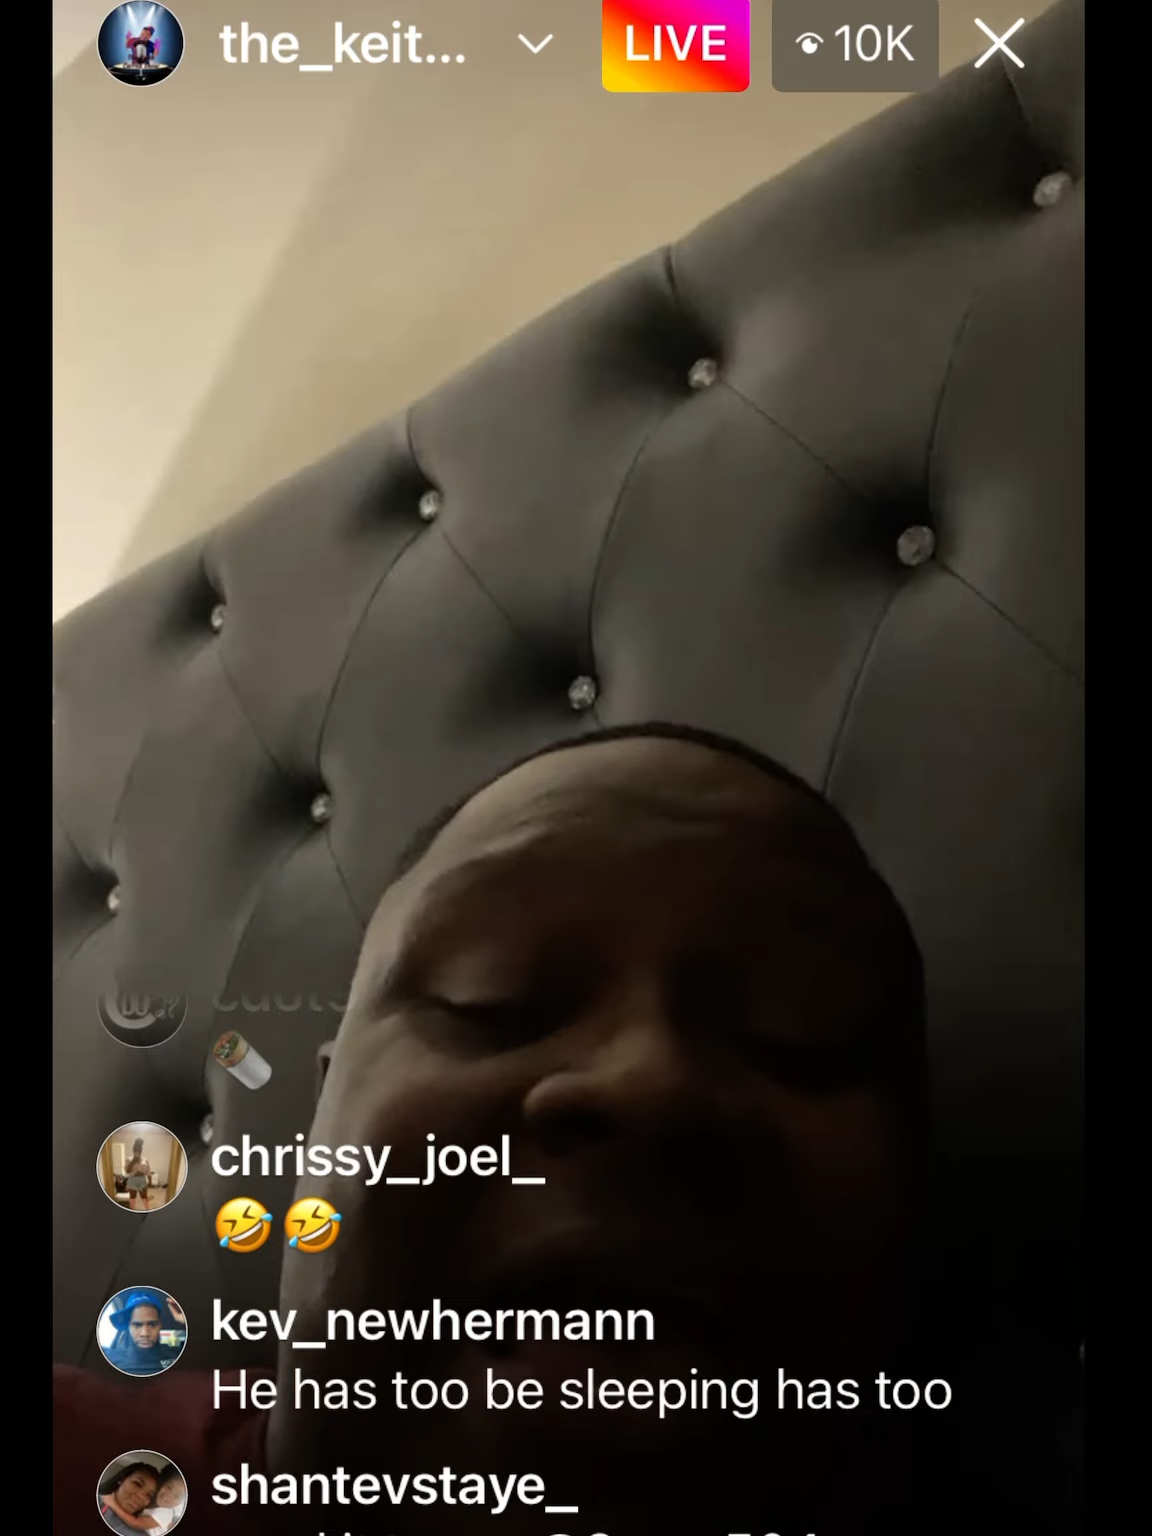 the_keit...
LIVE
10K
chrissy_joel_
🤣🤣
kev_newhermann
He has too be sleeping has too
shantevstaye_